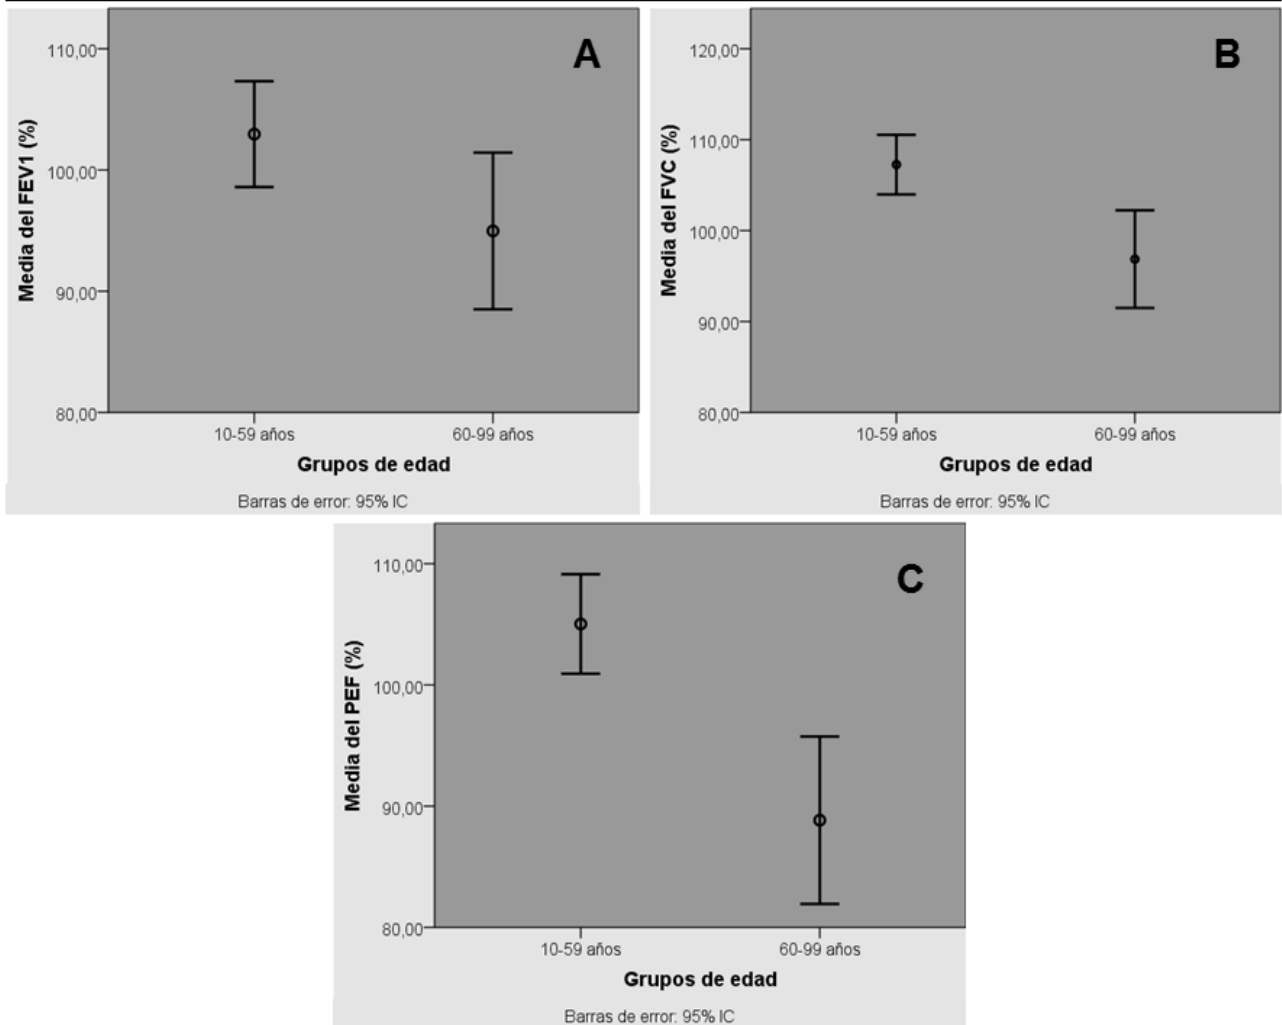 A
Media del FEV1 (%)
110,00
100,00
90,00
80,00
10-59 años 60-99 años
Grupos de edad
Barras de error: 95% IC
B
Media del FVC (%)
120,00
110,00
100,00
90,00
80,00
10-59 años 60-99 años
Grupos de edad
Barras de error: 95% IC
C
Media del PEF (%)
110,00
100,00
90,00
80,00
10-59 años 60-99 años
Grupos de edad
Barras de error: 95% IC